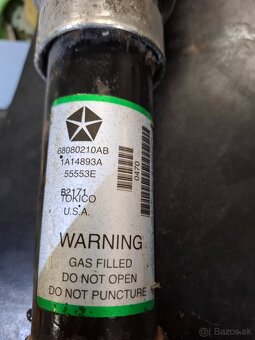 68080210AB
1A14893A
55553E
0470
B2171
TOKICO
U.S.A.
WARNING
GAS FILLED
DO NOT OPEN
DO NOT PUNCTURE
© Bazos.sk